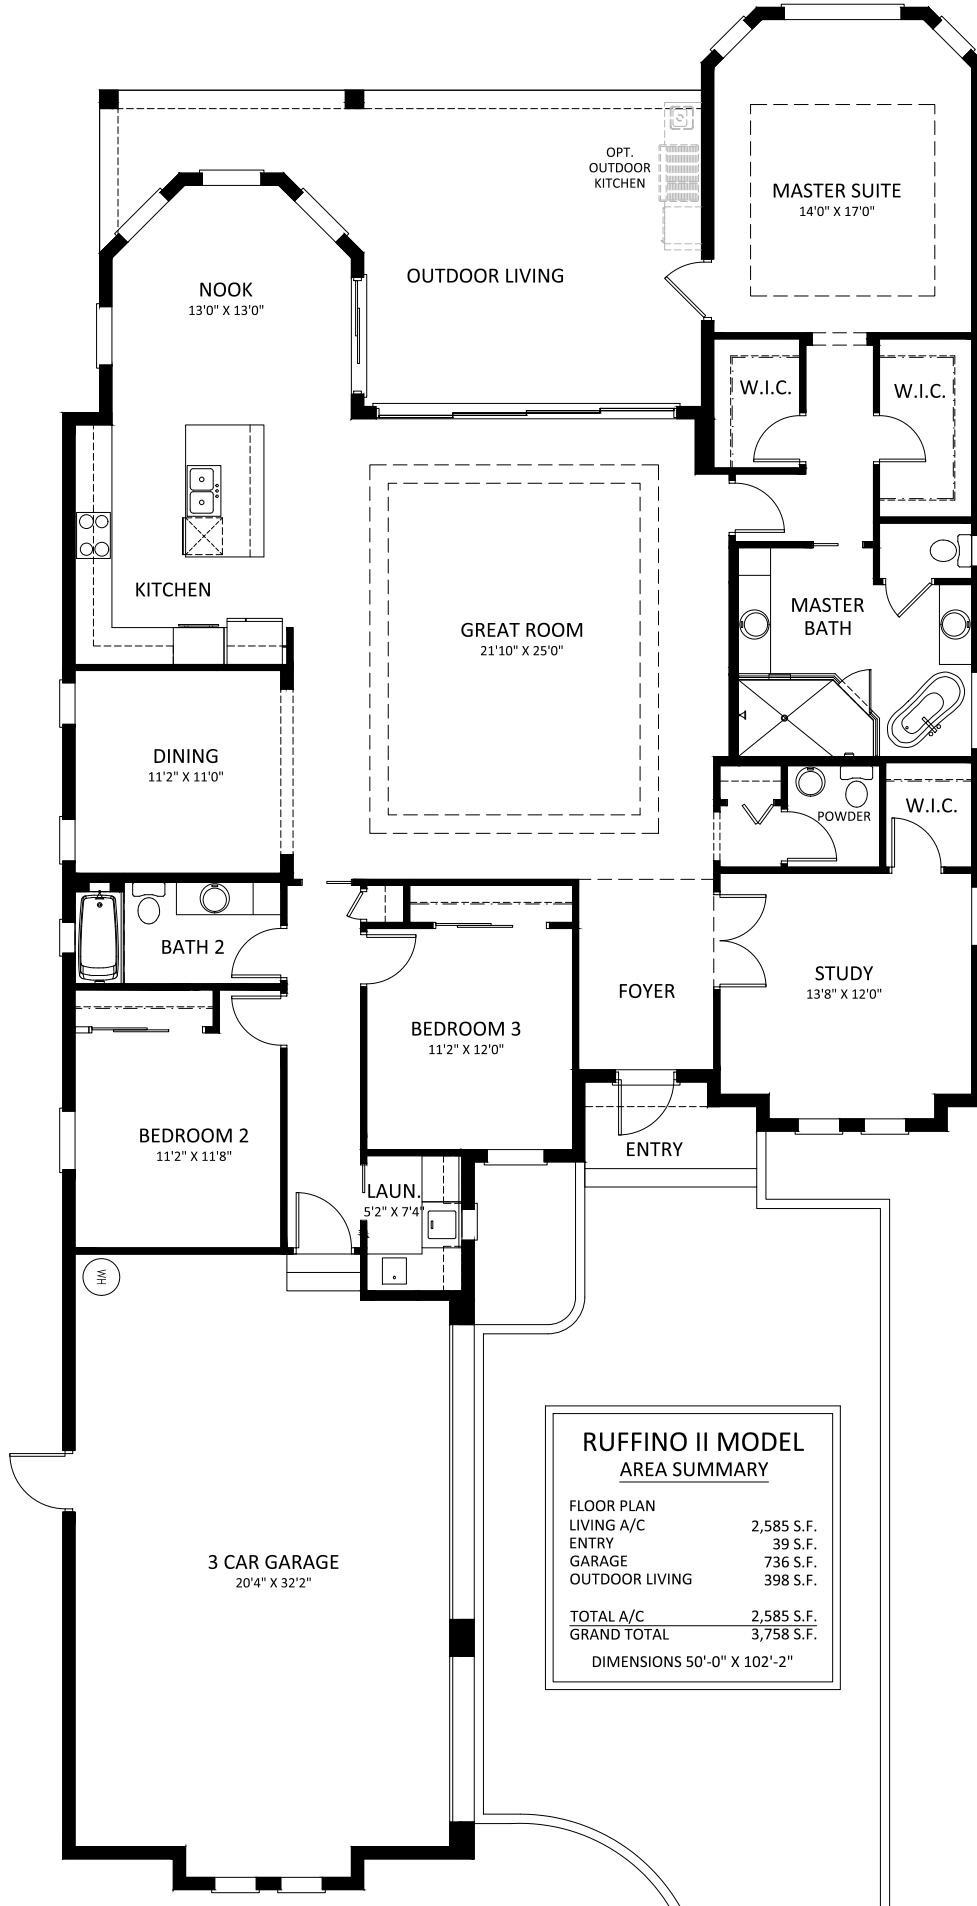 OPT.
OUTDOOR
KITCHEN
MASTER SUITE
14'0" X 17'0"
OUTDOOR LIVING
NOOK
13'0" X 13'0"
W.I.C.
W.I.C.
KITCHEN
GREAT ROOM
21'10" X 25'0"
MASTER
BATH
DINING
11'2" X 11'0"
POWDER
W.I.C.
BATH 2
FOYER
STUDY
13'8" X 12'0"
BEDROOM 3
11'2" X 12'0"
BEDROOM 2
11'2" X 11'8"
ENTRY
LAUN.
5'2" X 7'4"
WH
3 CAR GARAGE
20'4" X 32'2"
RUFFINO II MODEL
AREA SUMMARY
FLOOR PLAN
LIVING A/C 2,585 S.F.
ENTRY 39 S.F.
GARAGE 736 S.F.
OUTDOOR LIVING 398 S.F.
TOTAL A/C 2,585 S.F.
GRAND TOTAL 3,758 S.F.
DIMENSIONS 50'-0" X 102'-2"